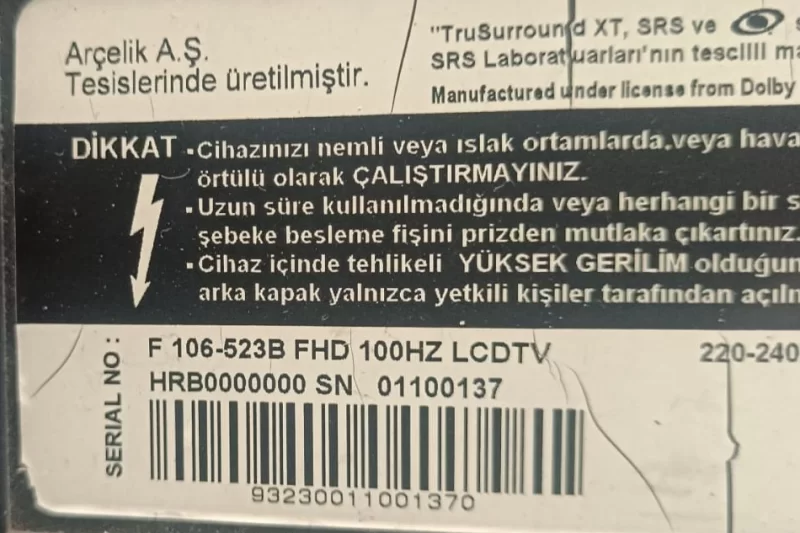 Arçelik A.Ş.
Tesislerinde üretilmiştir.
"TruSurround XT, SRS ve
SRS Laboratuarları'nın tescilli
Manufactured under license from Dolby
DİKKAT
▪Cihazınızı nemli veya ıslak ortamlarda.veya hava
örtülü olarak ÇALIŞTIRMAYINIZ.
▪Uzun süre kullanılmadığında veya herhangi bir
şebeke besleme fişini prizden mutlaka çıkartınız.
▪Cihaz içinde tehlikeli YÜKSEK GERİLİM olduğun
arka kapak yalnızca yetkili kişiler tarafından açılm
SERIAL NO :
F 106-523B FHD 100HZ LCDTV
220-240
HRB0000000 SN 01100137
93230011001370